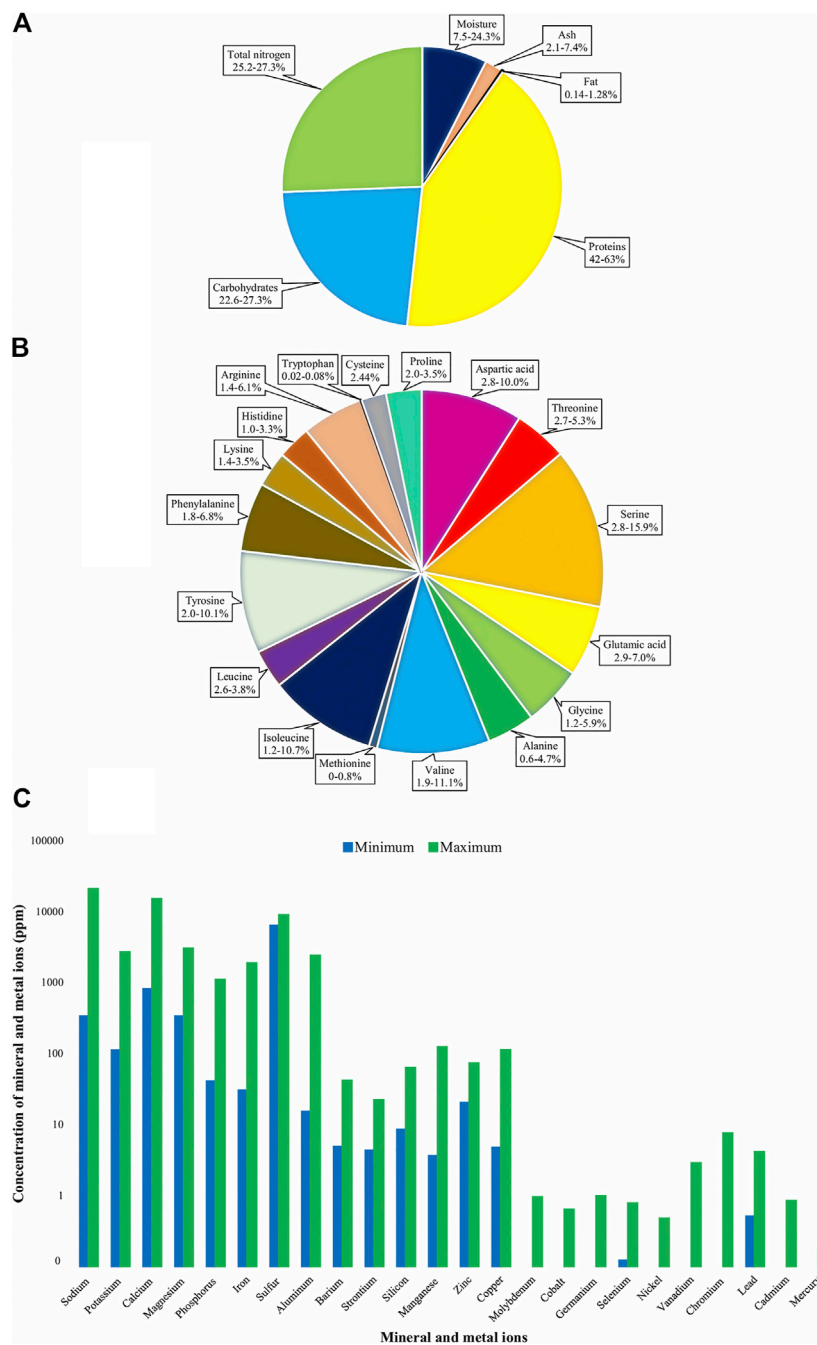 A
Moisture
7.5-24.3%
Ash
2.1-7.4%
Fat
0.14-1.28%
Total nitrogen
25.2-27.3%
Proteins
42-63%
Carbohydrates
22.6-27.3%
B
Proline
2.0-3.5%
Cysteine
2.44%
Tryptophan
0.02-0.08%
Aspartic acid
2.8-10.0%
Arginine
1.4-6.1%
Threonine
2.7-5.3%
Histidine
1.0-3.3%
Lysine
1.4-3.5%
Phenylalanine
1.8-6.8%
Serine
2.8-15.9%
Tyrosine
2.0-10.1%
Glutamic acid
2.9-7.0%
Leucine
2.6-3.8%
Glycine
1.2-5.9%
Isoleucine
1.2-10.7%
Alanine
0.6-4.7%
Methionine
0-0.8%
Valine
1.9-11.1%
C
Minimum Maximum
Concentration of mineral and metal ions (ppm)
100000
10000
1000
100
10
1
0
Sodium
Potassium
Calcium
Magnesium
Phosphorus
Iron
Sulfur
Aluminum
Barium
Strontium
Silicon
Manganese
Zinc
Copper
Molybdenum
Cobalt
Germanium
Selenium
Nickel
Vanadium
Chromium
Lead
Cadmium
Mercury
Mineral and metal ions